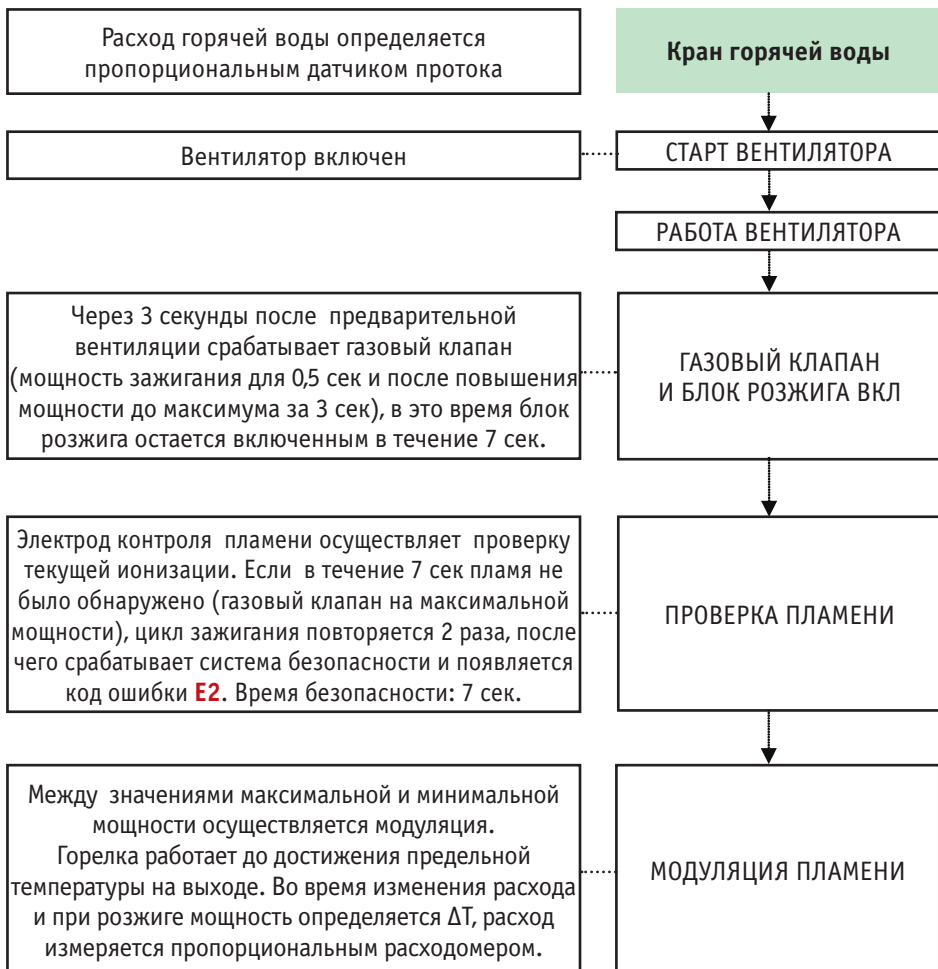 Расход горячей воды определяется
пропорциональным датчиком протока
Кран горячей воды
Вентилятор включен
СТАРТ ВЕНТИЛЯТОРА
РАБОТА ВЕНТИЛЯТОРА
Через 3 секунды после предварительной
вентиляции срабатывает газовый клапан
(мощность зажигания для 0,5 сек и после повышения
мощности до максимума за 3 сек), в это время блок
розжига остается включенным в течение 7 сек.
ГАЗОВЫЙ КЛАПАН
И БЛОК РОЗЖИГА ВКЛ
Электрод контроля пламени осуществляет проверку
текущей ионизации. Если в течение 7 сек пламя не
было обнаружено (газовый клапан на максимальной
мощности), цикл зажигания повторяется 2 раза, после
чего срабатывает система безопасности и появляется
код ошибки E2. Время безопасности: 7 сек.
ПРОВЕРКА ПЛАМЕНИ
Между значениями максимальной и минимальной
мощности осуществляется модуляция.
Горелка работает до достижения предельной
температуры на выходе. Во время изменения расхода
и при розжиге мощность определяется ΔT, расход
измеряется пропорциональным расходомером.
МОДУЛЯЦИЯ ПЛАМЕНИ